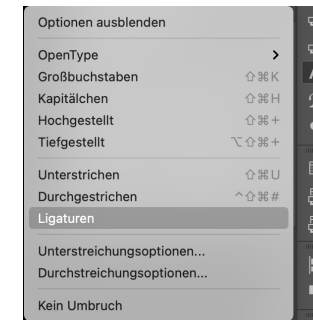 Optionen ausblenden
OpenType >
Großbuchstaben ⇧⌘K
Kapitälchen ⇧⌘H
Hochgestellt ⇧⌘+
Tiefgestellt ⌥⇧⌘+
Unterstrichen ⇧⌘U
Durchgestrichen ^⇧⌘#
Ligaturen
Unterstreichungsoptionen...
Durchstreichungsoptionen...
Kein Umbruch